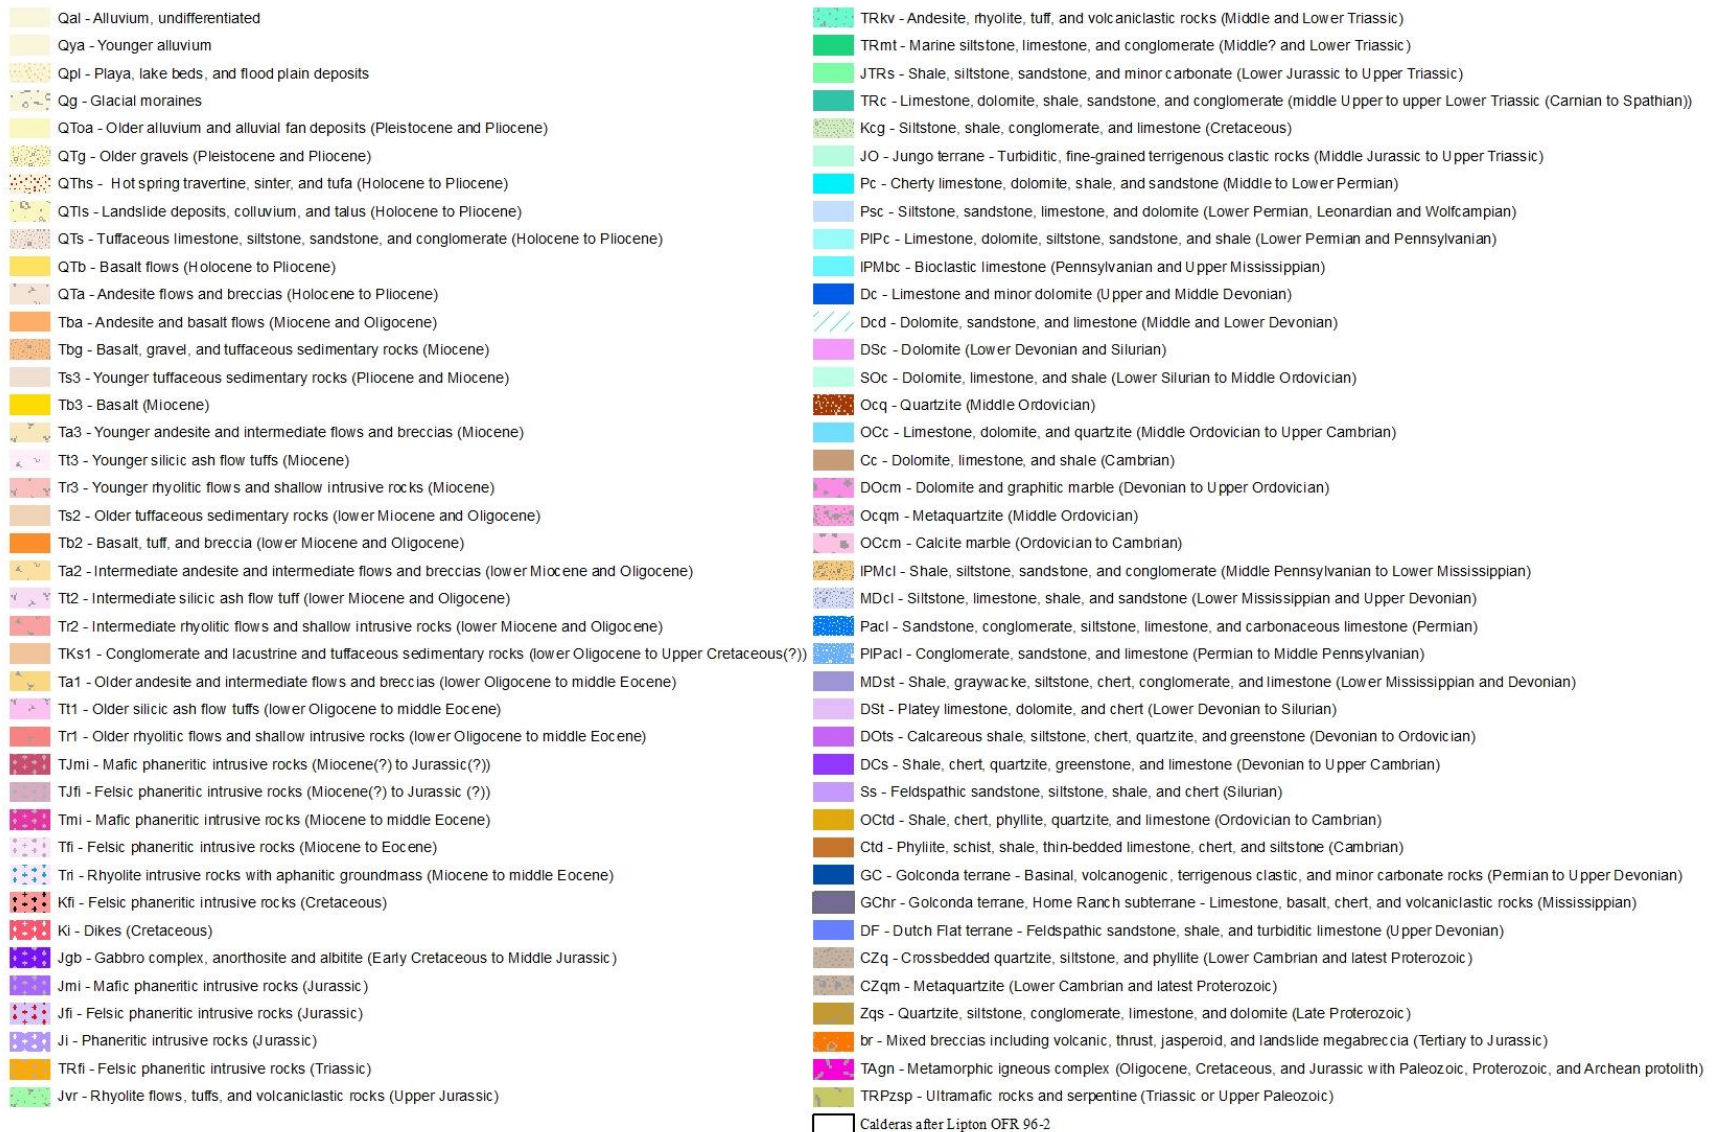 Qal - Alluvium, undifferentiated
Qya - Younger alluvium
Qpl - Playa, lake beds, and flood plain deposits
Qg - Glacial moraines
QToa - Older alluvium and alluvial fan deposits (Pleistocene and Pliocene)
QTg - Older gravels (Pleistocene and Pliocene)
QThs - Hot spring travertine, sinter, and tufa (Holocene to Pliocene)
QTls - Landslide deposits, colluvium, and talus (Holocene to Pliocene)
QTs - Tuffaceous limestone, siltstone, sandstone, and conglomerate (Holocene to Pliocene)
QTb - Basalt flows (Holocene to Pliocene)
QTa - Andesite flows and breccias (Holocene to Pliocene)
Tba - Andesite and basalt flows (Miocene and Oligocene)
Tbg - Basalt, gravel, and tuffaceous sedimentary rocks (Miocene)
Ts3 - Younger tuffaceous sedimentary rocks (Pliocene and Miocene)
Tb3 - Basalt (Miocene)
Ta3 - Younger andesite and intermediate flows and breccias (Miocene)
Tt3 - Younger silicic ash flow tuffs (Miocene)
Tr3 - Younger rhyolitic flows and shallow intrusive rocks (Miocene)
Ts2 - Older tuffaceous sedimentary rocks (lower Miocene and Oligocene)
Tb2 - Basalt, tuff, and breccia (lower Miocene and Oligocene)
Ta2 - Intermediate andesite and intermediate flows and breccias (lower Miocene and Oligocene)
Tt2 - Intermediate silicic ash flow tuff (lower Miocene and Oligocene)
Tr2 - Intermediate rhyolitic flows and shallow intrusive rocks (lower Miocene and Oligocene)
TKs1 - Conglomerate and lacustrine and tuffaceous sedimentary rocks (lower Oligocene to Upper Cretaceous(?))
Ta1 - Older andesite and intermediate flows and breccias (lower Oligocene to middle Eocene)
Tt1 - Older silicic ash flow tuffs (lower Oligocene to middle Eocene)
Tr1 - Older rhyolitic flows and shallow intrusive rocks (lower Oligocene to middle Eocene)
TJmi - Mafic phaneritic intrusive rocks (Miocene(?) to Jurassic(?))
TJfi - Felsic phaneritic intrusive rocks (Miocene(?) to Jurassic (?))
Tmi - Mafic phaneritic intrusive rocks (Miocene to middle Eocene)
Tfi - Felsic phaneritic intrusive rocks (Miocene to Eocene)
Tri - Rhyolite intrusive rocks with aphanitic groundmass (Miocene to middle Eocene)
Kfi - Felsic phaneritic intrusive rocks (Cretaceous)
Ki - Dikes (Cretaceous)
Jgb - Gabbro complex, anorthosite and albitite (Early Cretaceous to Middle Jurassic)
Jmi - Mafic phaneritic intrusive rocks (Jurassic)
Jfi - Felsic phaneritic intrusive rocks (Jurassic)
Ji - Phaneritic intrusive rocks (Jurassic)
TRfi - Felsic phaneritic intrusive rocks (Triassic)
Jvr - Rhyolite flows, tuffs, and volcaniclastic rocks (Upper Jurassic)
TRkv - Andesite, rhyolite, tuff, and volcaniclastic rocks (Middle and Lower Triassic)
TRmt - Marine siltstone, limestone, and conglomerate (Middle? and Lower Triassic)
JTRs - Shale, siltstone, sandstone, and minor carbonate (Lower Jurassic to Upper Triassic)
TRc - Limestone, dolomite, shale, sandstone, and conglomerate (middle Upper to upper Lower Triassic (Carnian to Spathian))
Kcg - Siltstone, shale, conglomerate, and limestone (Cretaceous)
JO - Jungo terrane - Turbiditic, fine-grained terrigenous clastic rocks (Middle Jurassic to Upper Triassic)
Pc - Cherty limestone, dolomite, shale, and sandstone (Middle to Lower Permian)
Psc - Siltstone, sandstone, limestone, and dolomite (Lower Permian, Leonardian and Wolfcampian)
PIPc - Limestone, dolomite, siltstone, sandstone, and shale (Lower Permian and Pennsylvanian)
IPMbc - Bioclastic limestone (Pennsylvanian and Upper Mississippian)
Dc - Limestone and minor dolomite (Upper and Middle Devonian)
Dcd - Dolomite, sandstone, and limestone (Middle and Lower Devonian)
DSc - Dolomite (Lower Devonian and Silurian)
SOc - Dolomite, limestone, and shale (Lower Silurian to Middle Ordovician)
Ocq - Quartzite (Middle Ordovician)
OCc - Limestone, dolomite, and quartzite (Middle Ordovician to Upper Cambrian)
Cc - Dolomite, limestone, and shale (Cambrian)
DOcm - Dolomite and graphitic marble (Devonian to Upper Ordovician)
Ocqm - Metaquartzite (Middle Ordovician)
OCcm - Calcite marble (Ordovician to Cambrian)
IPMcl - Shale, siltstone, sandstone, and conglomerate (Middle Pennsylvanian to Lower Mississippian)
MDcl - Siltstone, limestone, shale, and sandstone (Lower Mississippian and Upper Devonian)
Pacl - Sandstone, conglomerate, siltstone, limestone, and carbonaceous limestone (Permian)
PIPacl - Conglomerate, sandstone, and limestone (Permian to Middle Pennsylvanian)
MDst - Shale, graywacke, siltstone, chert, conglomerate, and limestone (Lower Mississippian and Devonian)
DSt - Platey limestone, dolomite, and chert (Lower Devonian to Silurian)
DOts - Calcareous shale, siltstone, chert, quartzite, and greenstone (Devonian to Ordovician)
DCs - Shale, chert, quartzite, greenstone, and limestone (Devonian to Upper Cambrian)
Ss - Feldspathic sandstone, siltstone, shale, and chert (Silurian)
OCtd - Shale, chert, phyllite, quartzite, and limestone (Ordovician to Cambrian)
Ctd - Phyliite, schist, shale, thin-bedded limestone, chert, and siltstone (Cambrian)
GC - Golconda terrane - Basinal, volcanogenic, terrigenous clastic, and minor carbonate rocks (Permian to Upper Devonian)
GChr - Golconda terrane, Home Ranch subterrane - Limestone, basalt, chert, and volcaniclastic rocks (Mississippian)
DF - Dutch Flat terrane - Feldspathic sandstone, shale, and turbiditic limestone (Upper Devonian)
CZq - Crossbedded quartzite, siltstone, and phyllite (Lower Cambrian and latest Proterozoic)
CZqm - Metaquartzite (Lower Cambrian and latest Proterozoic)
Zqs - Quartzite, siltstone, conglomerate, limestone, and dolomite (Late Proterozoic)
br - Mixed breccias including volcanic, thrust, jasperoid, and landslide megabreccia (Tertiary to Jurassic)
TAgn - Metamorphic igneous complex (Oligocene, Cretaceous, and Jurassic with Paleozoic, Proterozoic, and Archean protolith)
TRPzsp - Ultramafic rocks and serpentine (Triassic or Upper Paleozoic)
Calderas after Lipton OFR 96-2